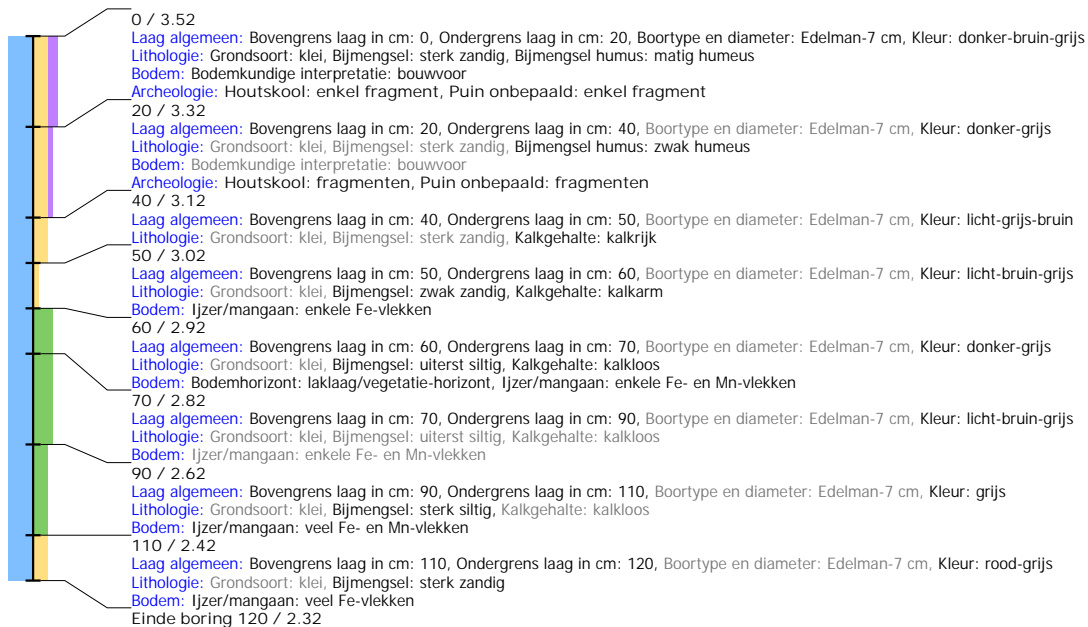 0 / 3.52
Laag algemeen: Bovengrens laag in cm: 0, Ondergrens laag in cm: 20, Boortype en diameter: Edelman-7 cm, Kleur: donker-bruin-grijs
Lithologie: Grondsoort: klei, Bijmengsel: sterk zandig, Bijmengsel humus: matig humeus
Bodem: Bodemkundige interpretatie: bouwvoor
Archeologie: Houtskool: enkel fragment, Puin onbepaald: enkel fragment
20 / 3.32
Laag algemeen: Bovengrens laag in cm: 20, Ondergrens laag in cm: 40, Boortype en diameter: Edelman-7 cm, Kleur: donker-grijs
Lithologie: Grondsoort: klei, Bijmengsel: sterk zandig, Bijmengsel humus: zwak humeus
Bodem: Bodemkundige interpretatie: bouwvoor
Archeologie: Houtskool: fragmenten, Puin onbepaald: fragmenten
40 / 3.12
Laag algemeen: Bovengrens laag in cm: 40, Ondergrens laag in cm: 50, Boortype en diameter: Edelman-7 cm, Kleur: licht-grijs-bruin
Lithologie: Grondsoort: klei, Bijmengsel: sterk zandig, Kalkgehalte: kalkrijk
50 / 3.02
Laag algemeen: Bovengrens laag in cm: 50, Ondergrens laag in cm: 60, Boortype en diameter: Edelman-7 cm, Kleur: licht-bruin-grijs
Lithologie: Grondsoort: klei, Bijmengsel: zwak zandig, Kalkgehalte: kalkarm
Bodem: Ijzer/mangaan: enkele Fe-vlekken
60 / 2.92
Laag algemeen: Bovengrens laag in cm: 60, Ondergrens laag in cm: 70, Boortype en diameter: Edelman-7 cm, Kleur: donker-grijs
Lithologie: Grondsoort: klei, Bijmengsel: uiterst siltig, Kalkgehalte: kalkloos
Bodem: Bodemhorizont: laklaag/vegetatie-horizont, Ijzer/mangaan: enkele Fe- en Mn-vlekken
70 / 2.82
Laag algemeen: Bovengrens laag in cm: 70, Ondergrens laag in cm: 90, Boortype en diameter: Edelman-7 cm, Kleur: licht-bruin-grijs
Lithologie: Grondsoort: klei, Bijmengsel: uiterst siltig, Kalkgehalte: kalkloos
Bodem: Ijzer/mangaan: enkele Fe- en Mn-vlekken
90 / 2.62
Laag algemeen: Bovengrens laag in cm: 90, Ondergrens laag in cm: 110, Boortype en diameter: Edelman-7 cm, Kleur: grijs
Lithologie: Grondsoort: klei, Bijmengsel: sterk siltig, Kalkgehalte: kalkloos
Bodem: Ijzer/mangaan: veel Fe- en Mn-vlekken
110 / 2.42
Laag algemeen: Bovengrens laag in cm: 110, Ondergrens laag in cm: 120, Boortype en diameter: Edelman-7 cm, Kleur: rood-grijs
Lithologie: Grondsoort: klei, Bijmengsel: sterk zandig
Bodem: Ijzer/mangaan: veel Fe-vlekken
Einde boring 120 / 2.32